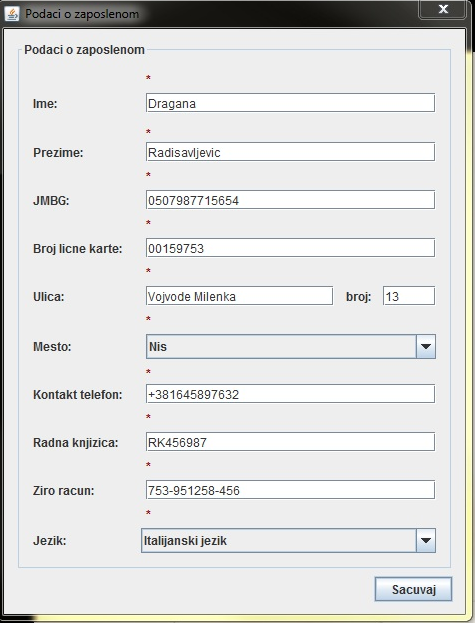 Podaci o zaposlenom
Podaci o zaposlenom
*
Ime: Dragana
*
Prezime: Radisavljevic
*
JMBG: 0507987715654
*
Broj licne karte: 00159753
*
Ulica: Vojvode Milenka broj: 13
*
Mesto: Nis
*
Kontakt telefon: +381645897632
*
Radna knjizica: RK456987
*
Ziro racun: 753-951258-456
*
Jezik: Italijanski jezik
Sacuvaj